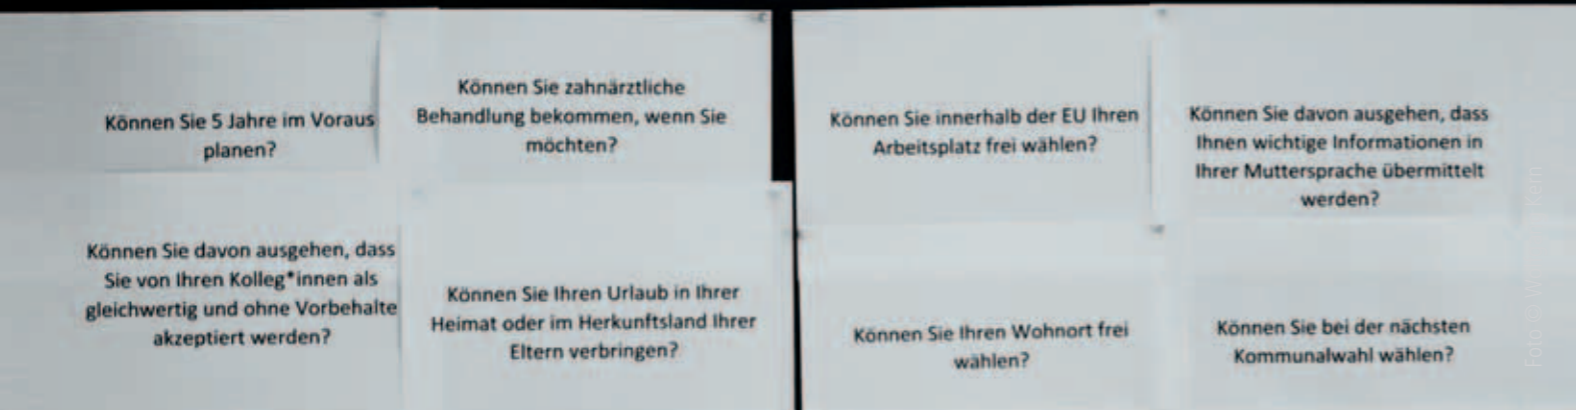 Können Sie 5 Jahre im Voraus
planen?
Können Sie zahnärztliche
Behandlung bekommen, wenn Sie
möchten?
Können Sie davon ausgehen, dass
Sie von Ihren Kolleg*innen als
gleichwertig und ohne Vorbehalte
akzeptiert werden?
Können Sie Ihren Urlaub in Ihrer
Heimat oder im Herkunftsland Ihrer
Eltern verbringen?
Können Sie innerhalb der EU Ihren
Arbeitsplatz frei wählen?
Können Sie davon ausgehen, dass
Ihnen wichtige Informationen in
Ihrer Muttersprache übermittelt
werden?
Können Sie Ihren Wohnort frei
wählen?
Können Sie bei der nächsten
Kommunalwahl wählen?
Foto